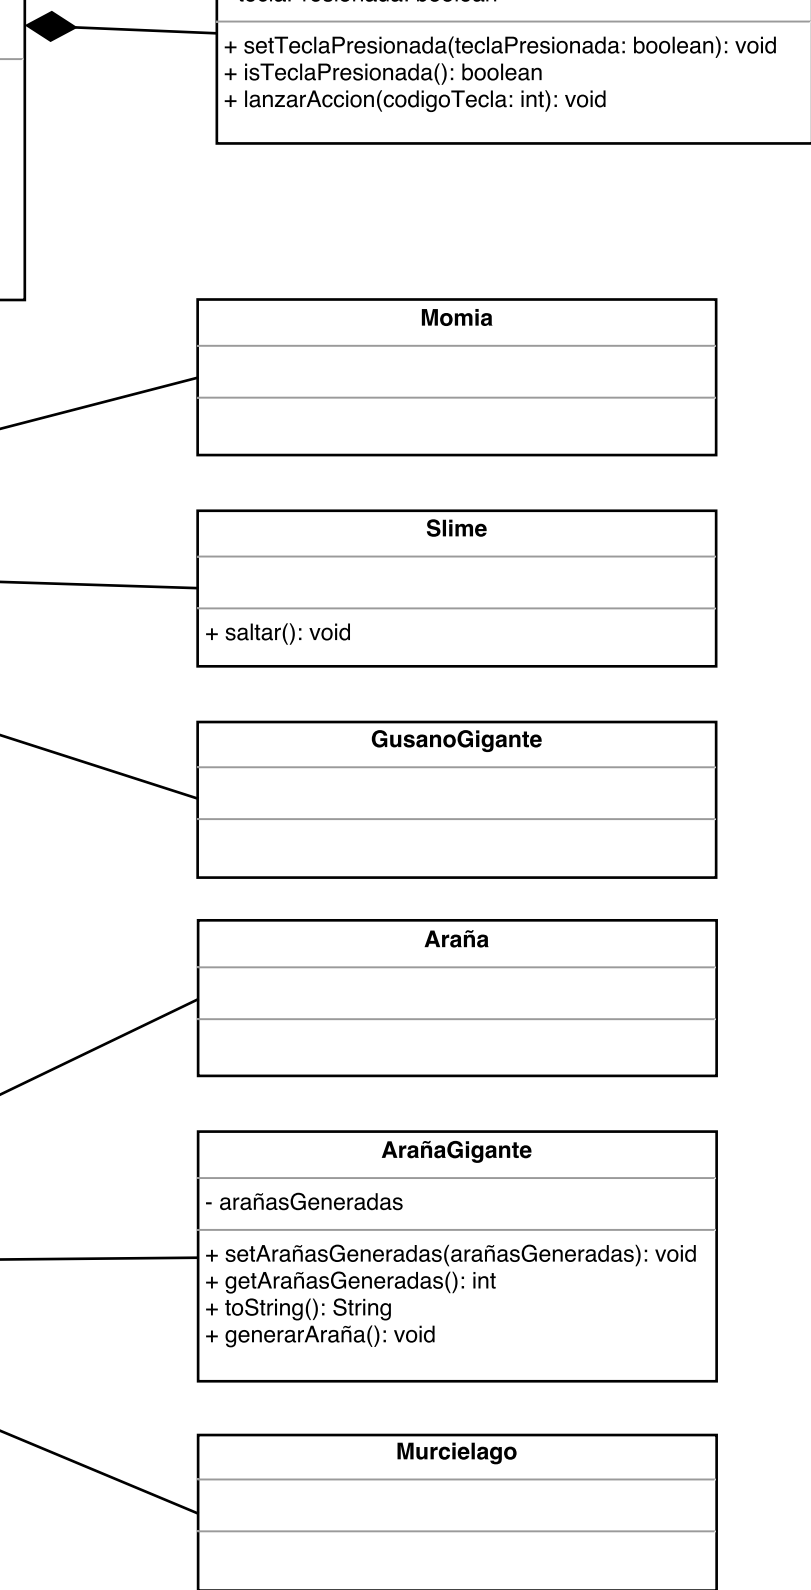 + setTeclaPresionada(teclaPresionada: boolean): void
+ isTeclaPresionada(): boolean
+ lanzarAccion(codigoTecla: int): void
Momia
Slime
+ saltar(): void
GusanoGigante
Araña
ArañaGigante
- arañasGeneradas
+ setArañasGeneradas(arañasGeneradas): void
+ getArañasGeneradas(): int
+ toString(): String
+ generarAraña(): void
Murcielago